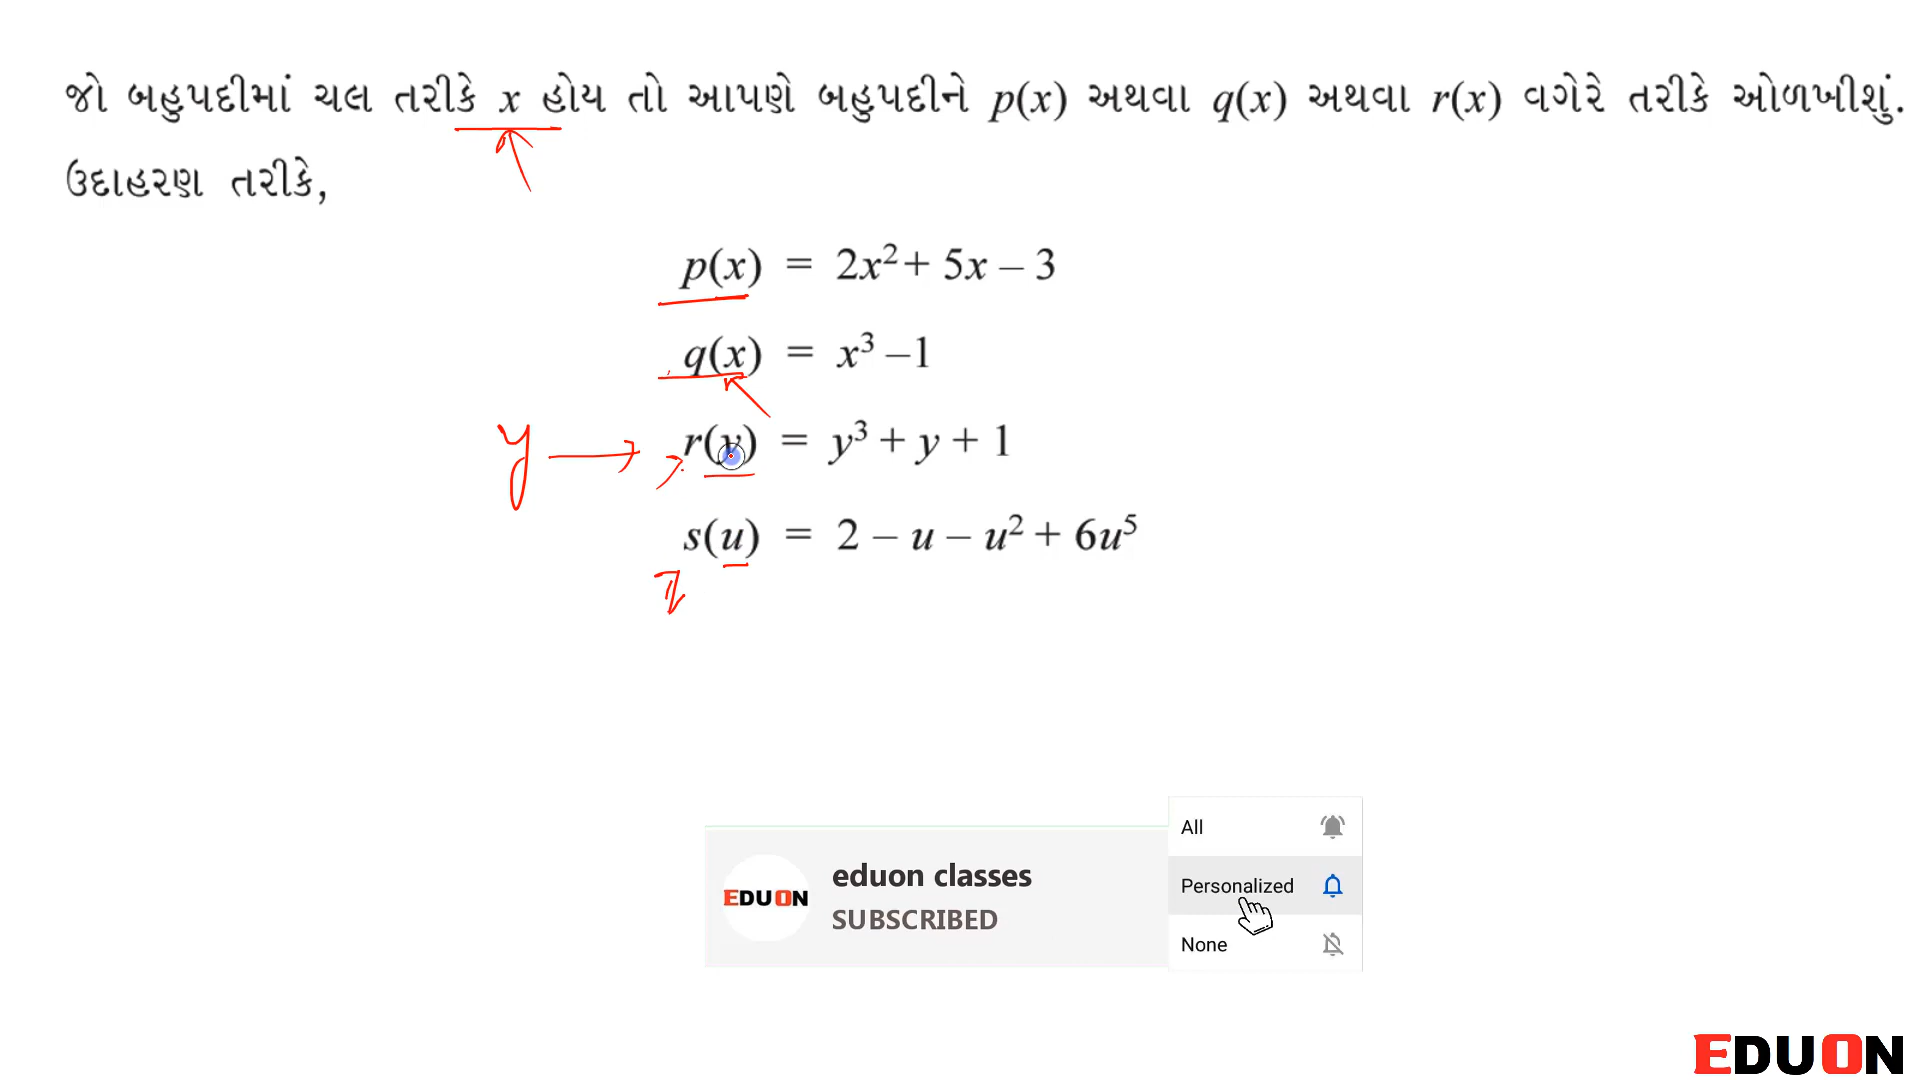 જો બહુપદીમાં ચલ તરીકે x હોય તો આપણે બહુપદીને p(x) અથવા q(x) અથવા r(x) વગેરે તરીકે ઓળખીશું.
ઉદાહરણ તરીકે,
p(x) = 2x² + 5x – 3
q(x) = x³ –1
y → r(y) = y³ + y + 1
s(u) = 2 – u – u² + 6u⁵
All
EDUON eduon classes Personalized
SUBSCRIBED
None
EDUON